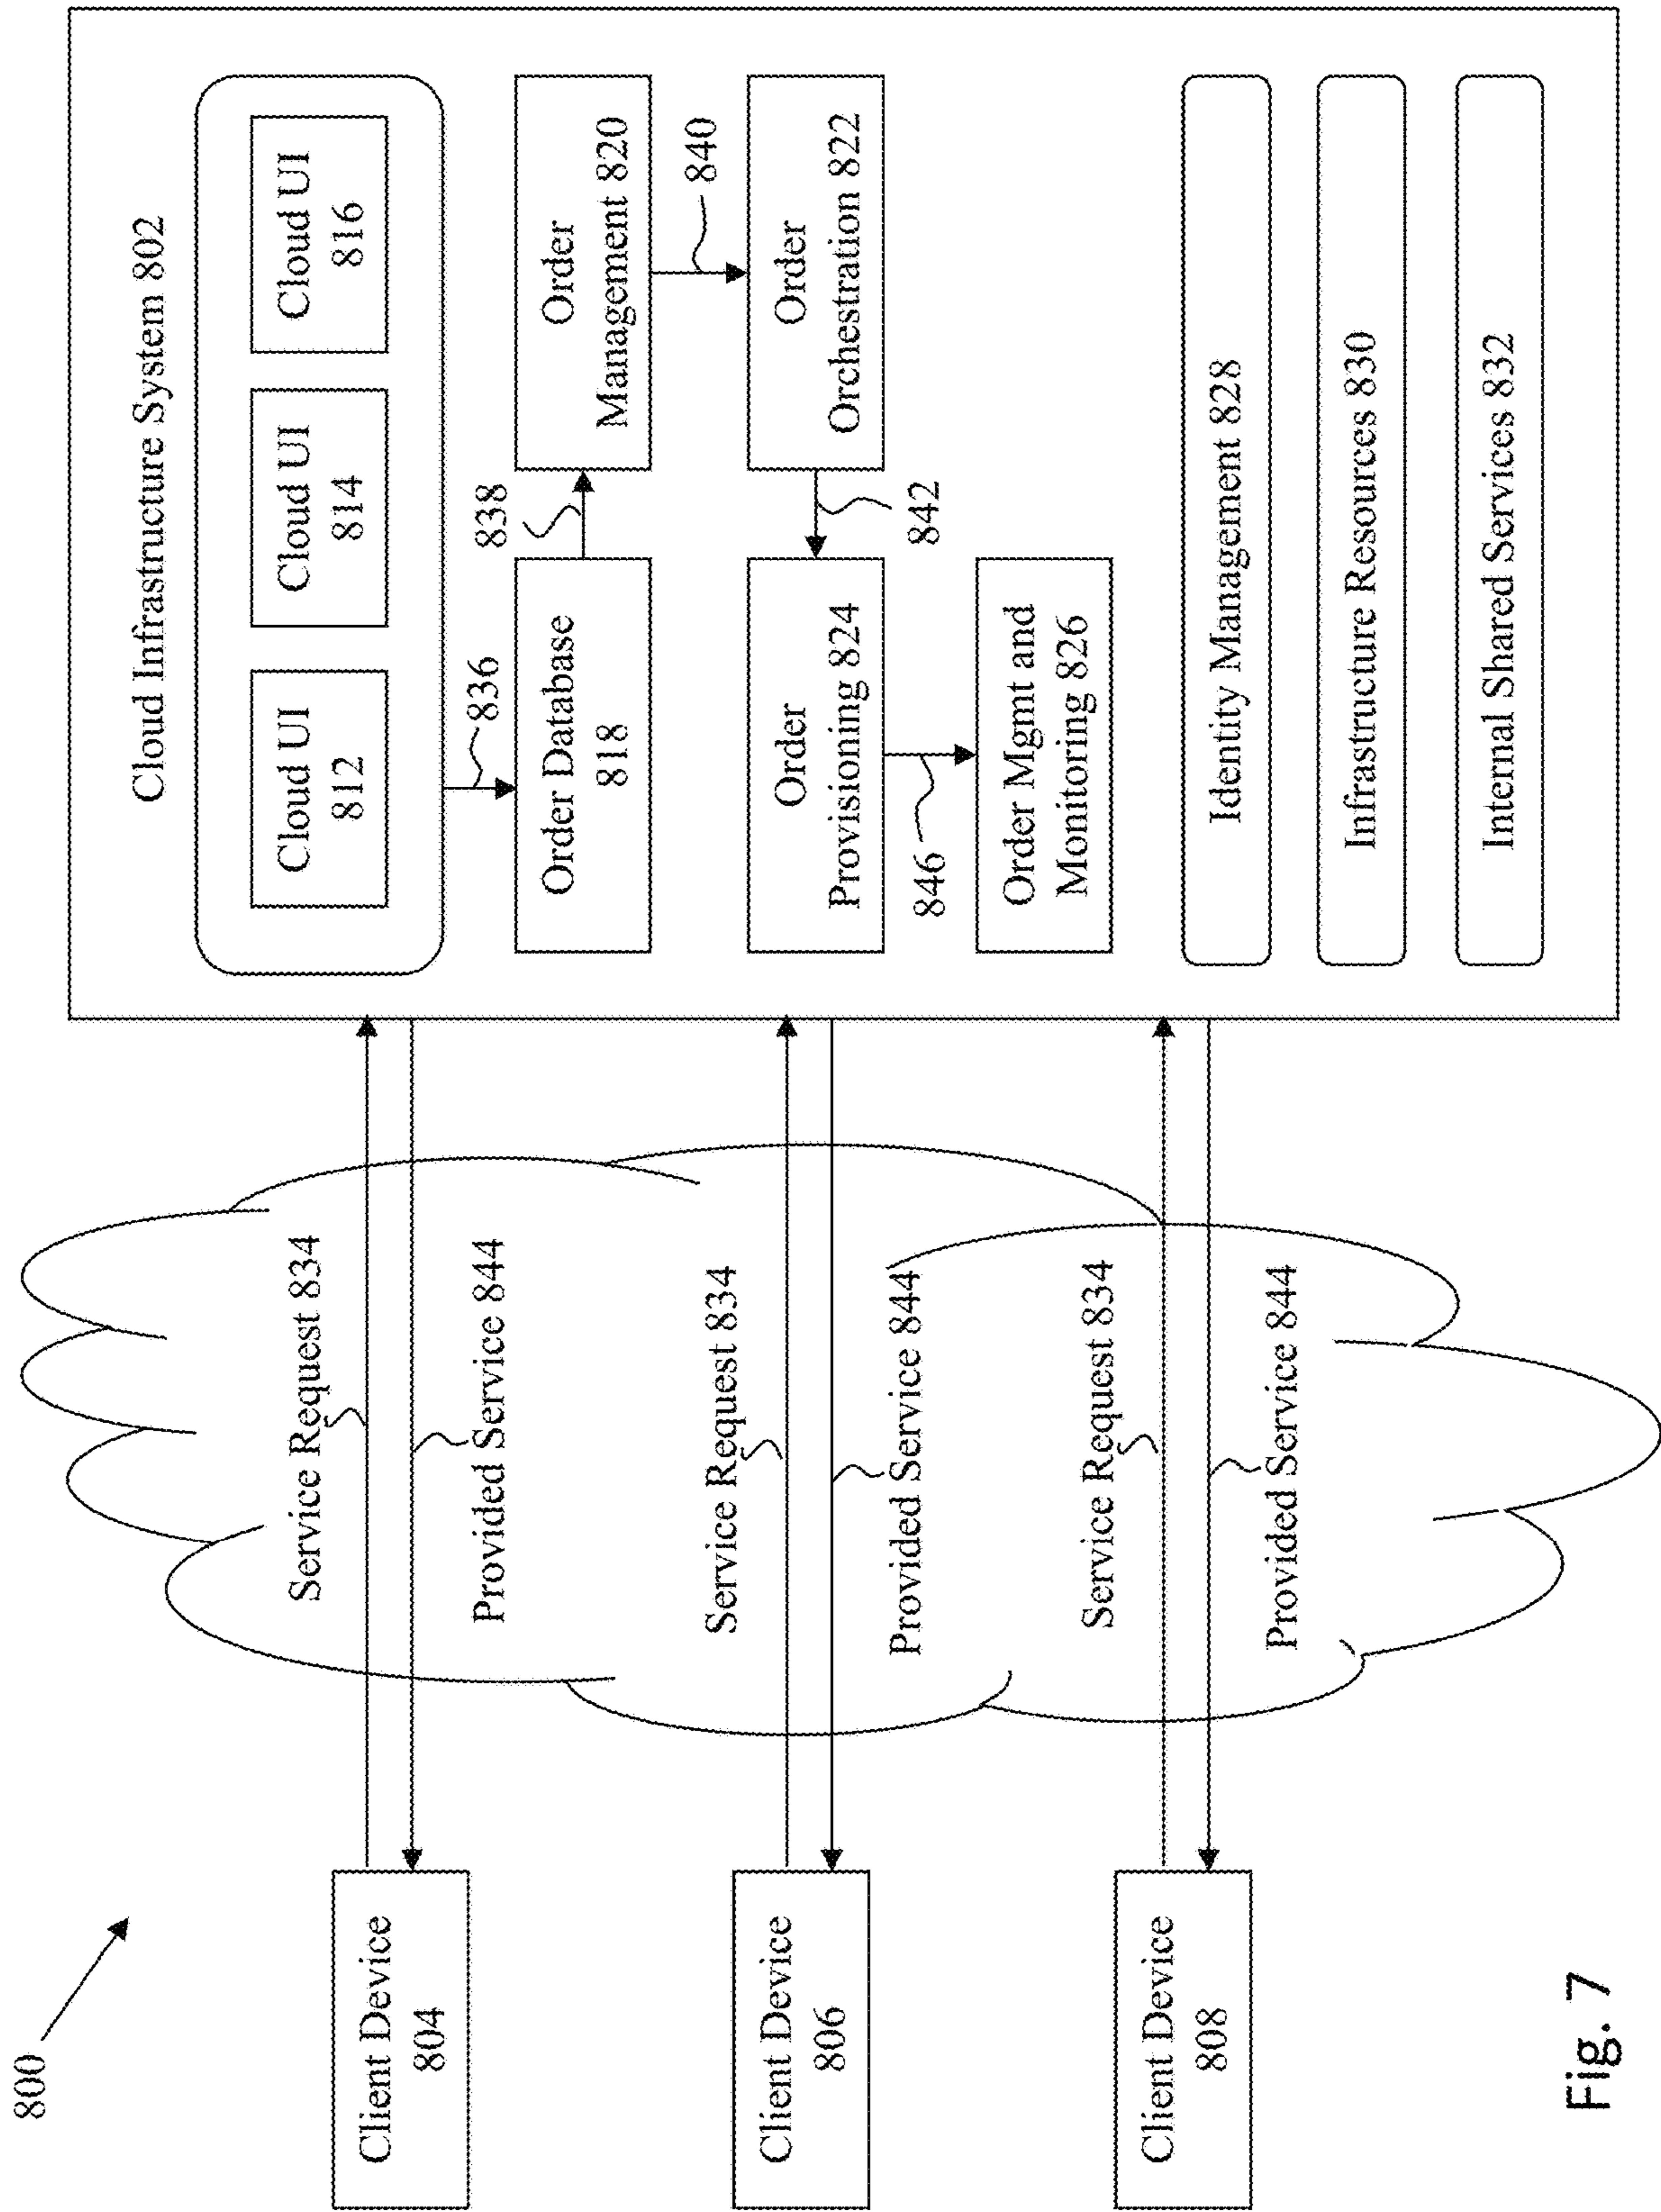 800
Cloud Infrastructure System 802
Cloud UI
812
Cloud UI
814
Cloud UI
816
836
Order Database
818
838
Order
Management 820
840
Order
Provisioning 824
842
Order
Orchestration 822
846
Order Mgmt and
Monitoring 826
Identity Management 828
Infrastructure Resources 830
Internal Shared Services 832
Client Device
804
Service Request 834
Provided Service 844
Client Device
806
Service Request 834
Provided Service 844
Client Device
808
Service Request 834
Provided Service 844
Fig. 7